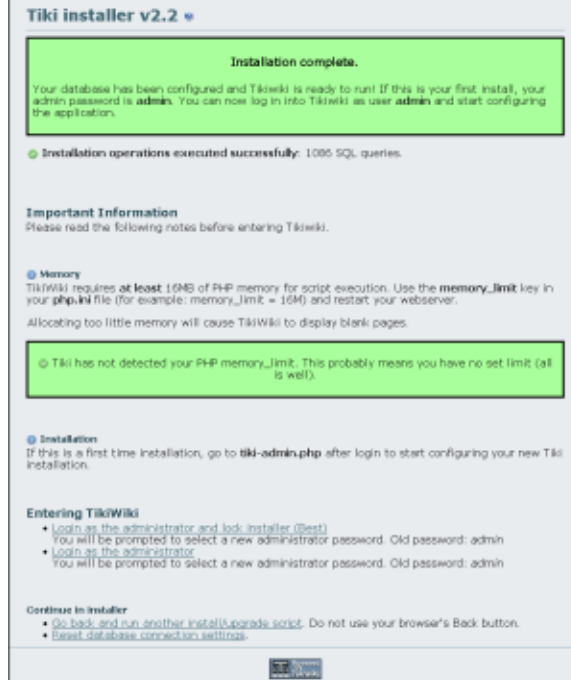 Tiki installer v2.2
Installation complete.
Your database has been configured and Tikiwiki is ready to run! If this is your first install, your
admin password is admin. You can now log in into Tikiwiki as user admin and start configuring
the application.
Installation operations executed successfully: 1086 SQL queries.
Important Information
Please read the following notes before entering Tikiwiki.
Memory
TikiWiki requires at least 16MB of PHP memory for script execution. Use the memory_limit key in
your php.ini file (for example: memory_limit = 16M) and restart your webserver.
Allocating too little memory will cause TikiWiki to display blank pages.
Tiki has not detected your PHP memory_limit. This probably means you have no set limit (all
is well).
Installation
If this is a first time installation, go to tiki-admin.php after login to start configuring your new Tiki
installation.
Entering TikiWiki
Login as the administrator and lock installer (Best)
You will be prompted to select a new administrator password. Old password: admin
Login as the administrator
You will be prompted to select a new administrator password. Old password: admin
Continue in installer
Go back and run another install/upgrade script. Do not use your browser's Back button.
Reset database connection settings.